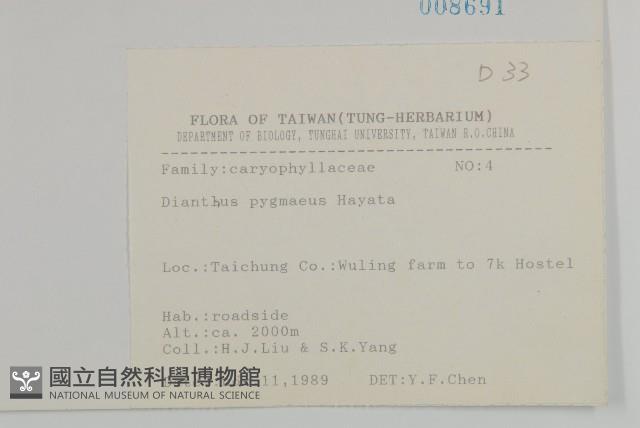 008691
D 33
FLORA OF TAIWAN(TUNG-HERBARIUM)
DEPARTMENT OF BIOLOGY, TUNGHAI UNIVERSITY, TAIWAN R.O.CHINA
Family:caryophyllaceae NO:4
Dianthus pygmaeus Hayata
Loc.:Taichung Co.:Wuling farm to 7k Hostel
Hab.:roadside
Alt.:ca. 2000m
Coll.:H.J.Liu & S.K.Yang
11,1989 DET:Y.F.Chen
國立自然科學博物館
NATIONAL MUSEUM OF NATURAL SCIENCE